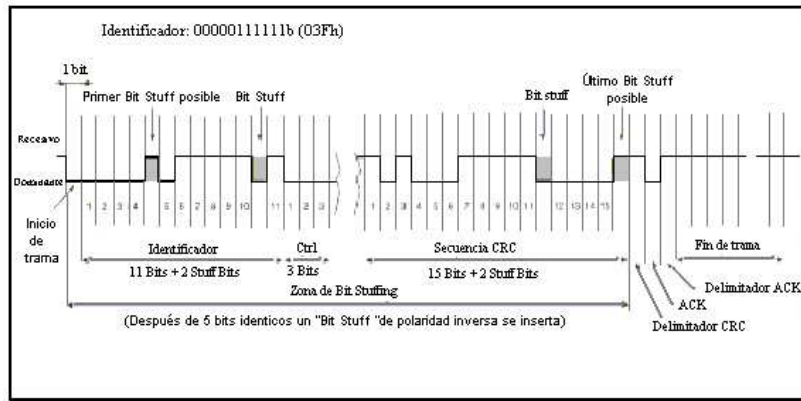 Identificador: 00000111111b (03Fh)
1 bit
Primer Bit Stuff posible
Bit Stuff
Bit stuff
Último Bit Stuff posible
Recesivo
Dominante
1 2 3 4 5 6 7 8 9 10 11 1 2 3
1 2 3 4 5 6 7 8 9 10 11 12 13 14 15
Inicio de trama
Identificador
Ctrl
Secuencia CRC
Fin de trama
11 Bits + 2 Stuff Bits
3 Bits
15 Bits + 2 Stuff Bits
Zona de Bit Stuffing
Delimitador ACK
ACK
(Después de 5 bits identicos un "Bit Stuff "de polaridad inversa se inserta)
Delimitador CRC